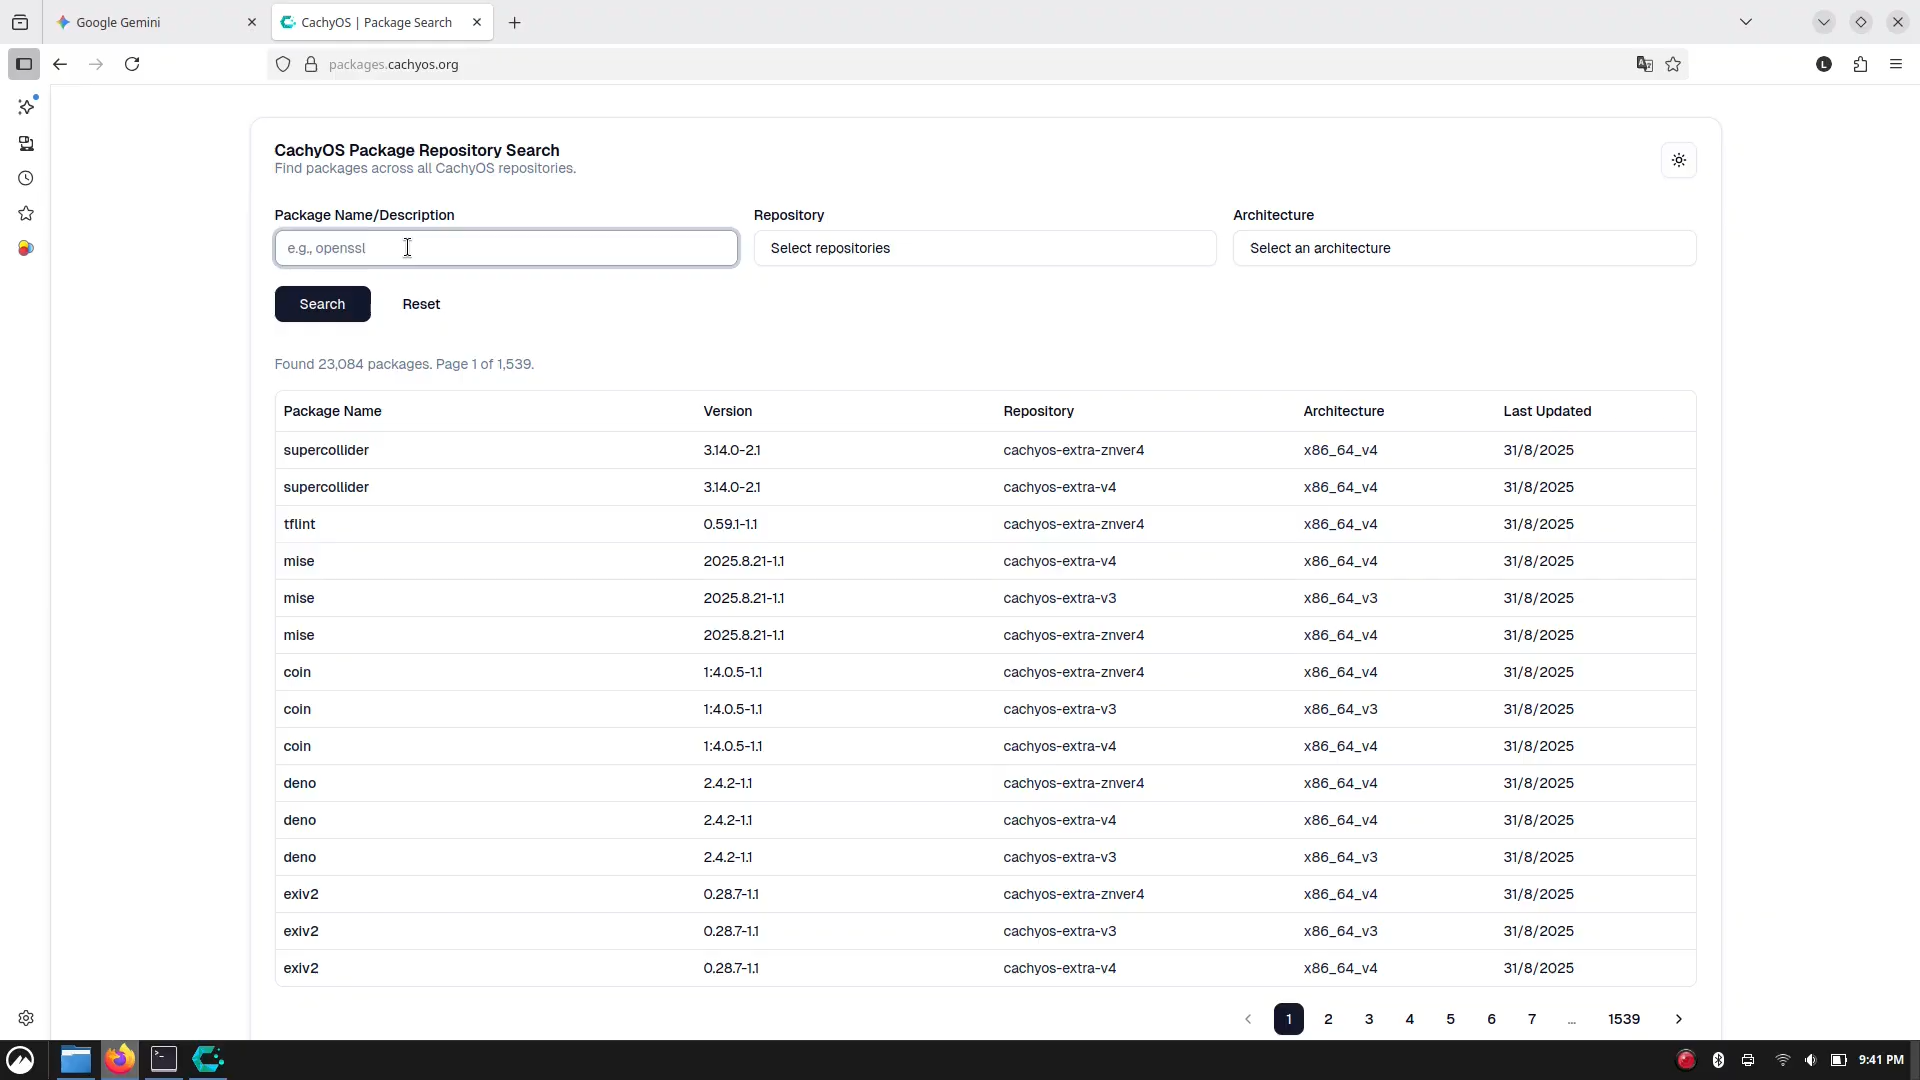 Google Gemini
CachyOS | Package Search
packages.cachyos.org
L
CachyOS Package Repository Search
Find packages across all CachyOS repositories.
Package Name/Description Repository Architecture
e.g., openssl Select repositories Select an architecture
Search Reset
Found 23,084 packages. Page 1 of 1,539.
Package Name Version Repository Architecture Last Updated
supercollider 3.14.0-2.1 cachyos-extra-znver4 x86_64_v4 31/8/2025
supercollider 3.14.0-2.1 cachyos-extra-v4 x86_64_v4 31/8/2025
tflint 0.59.1-1.1 cachyos-extra-znver4 x86_64_v4 31/8/2025
mise 2025.8.21-1.1 cachyos-extra-v4 x86_64_v4 31/8/2025
mise 2025.8.21-1.1 cachyos-extra-v3 x86_64_v3 31/8/2025
mise 2025.8.21-1.1 cachyos-extra-znver4 x86_64_v4 31/8/2025
coin 1:4.0.5-1.1 cachyos-extra-znver4 x86_64_v4 31/8/2025
coin 1:4.0.5-1.1 cachyos-extra-v3 x86_64_v3 31/8/2025
coin 1:4.0.5-1.1 cachyos-extra-v4 x86_64_v4 31/8/2025
deno 2.4.2-1.1 cachyos-extra-znver4 x86_64_v4 31/8/2025
deno 2.4.2-1.1 cachyos-extra-v4 x86_64_v4 31/8/2025
deno 2.4.2-1.1 cachyos-extra-v3 x86_64_v3 31/8/2025
exiv2 0.28.7-1.1 cachyos-extra-znver4 x86_64_v4 31/8/2025
exiv2 0.28.7-1.1 cachyos-extra-v3 x86_64_v3 31/8/2025
exiv2 0.28.7-1.1 cachyos-extra-v4 x86_64_v4 31/8/2025
1 2 3 4 5 6 7 ... 1539
9:41 PM